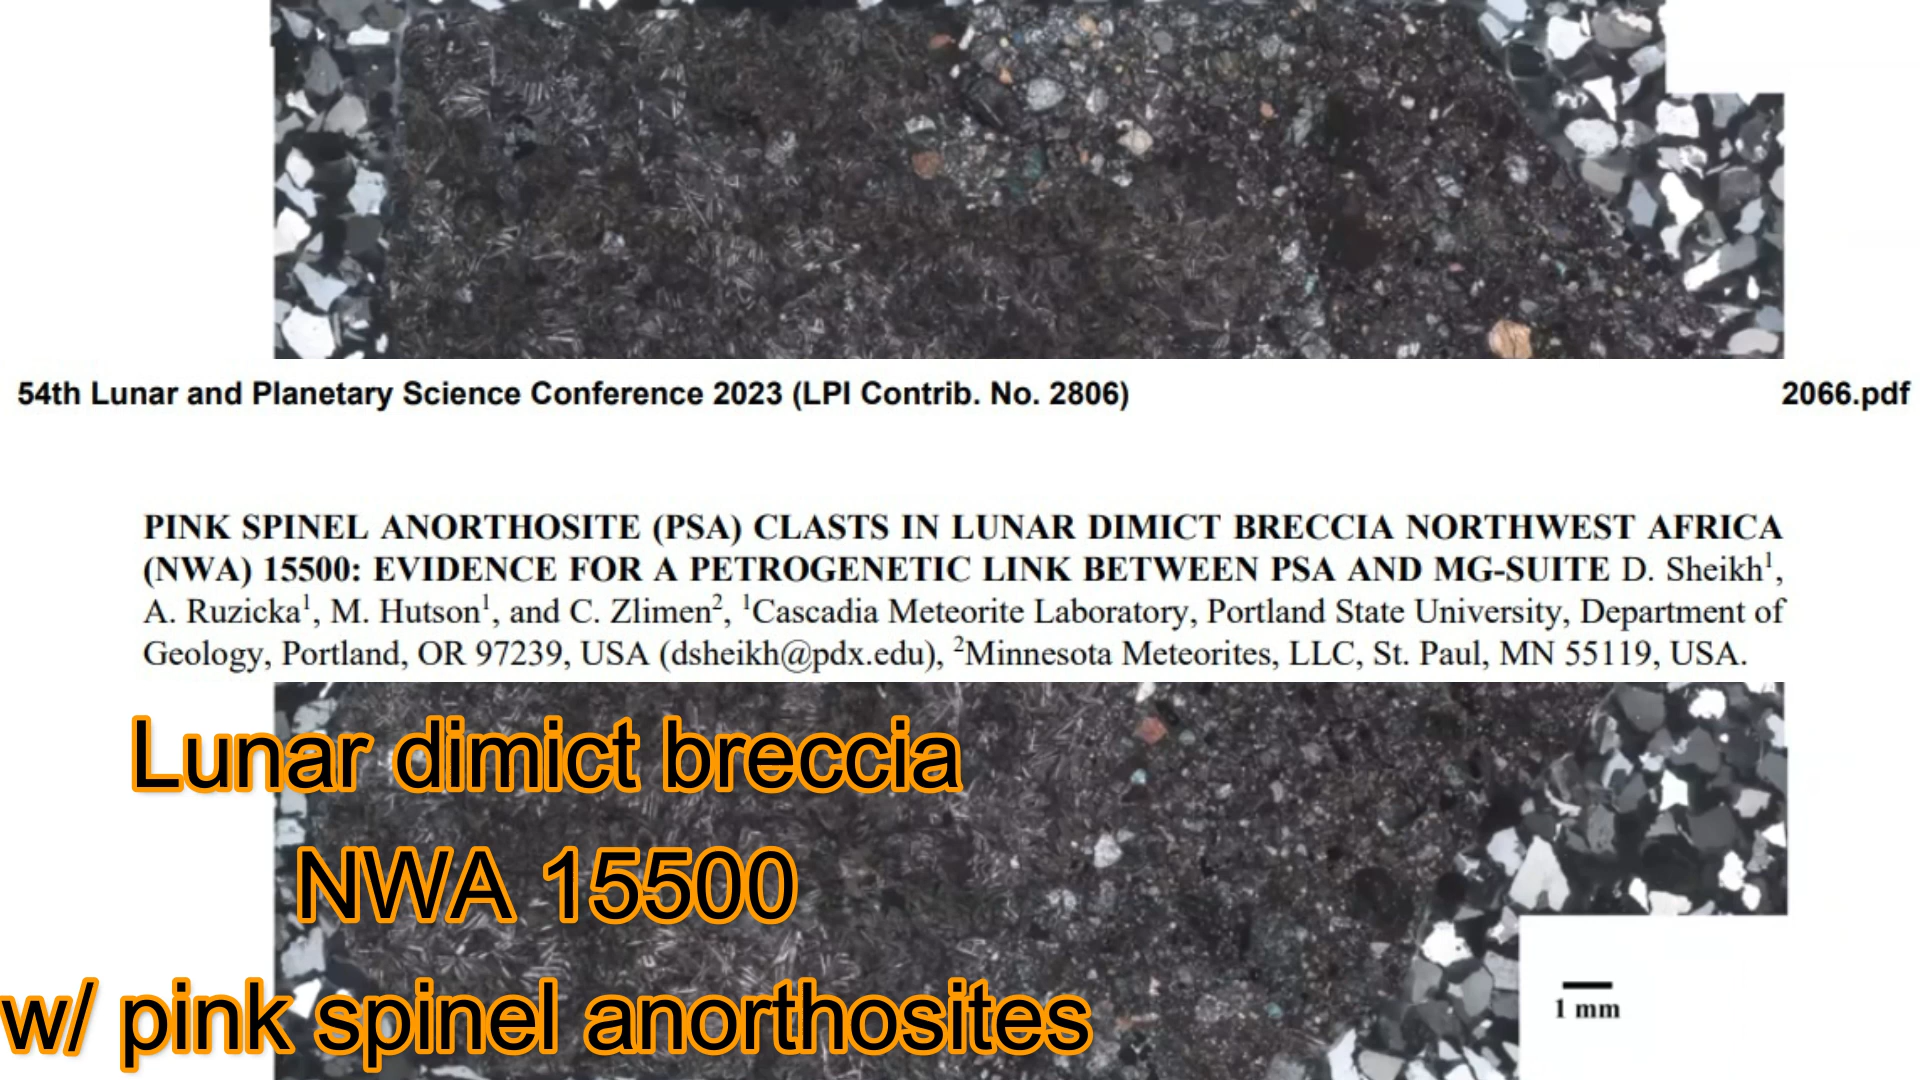 54th Lunar and Planetary Science Conference 2023 (LPI Contrib. No. 2806)
2066.pdf
PINK SPINEL ANORTHOSITE (PSA) CLASTS IN LUNAR DIMICT BRECCIA NORTHWEST AFRICA
(NWA) 15500: EVIDENCE FOR A PETROGENETIC LINK BETWEEN PSA AND MG-SUITE D. Sheikh¹,
A. Ruzicka¹, M. Hutson¹, and C. Zlimen², ¹Cascadia Meteorite Laboratory, Portland State University, Department of
Geology, Portland, OR 97239, USA (dsheikh@pdx.edu), ²Minnesota Meteorites, LLC, St. Paul, MN 55119, USA.
Lunar dimict breccia
NWA 15500
w/ pink spinel anorthosites
1 mm